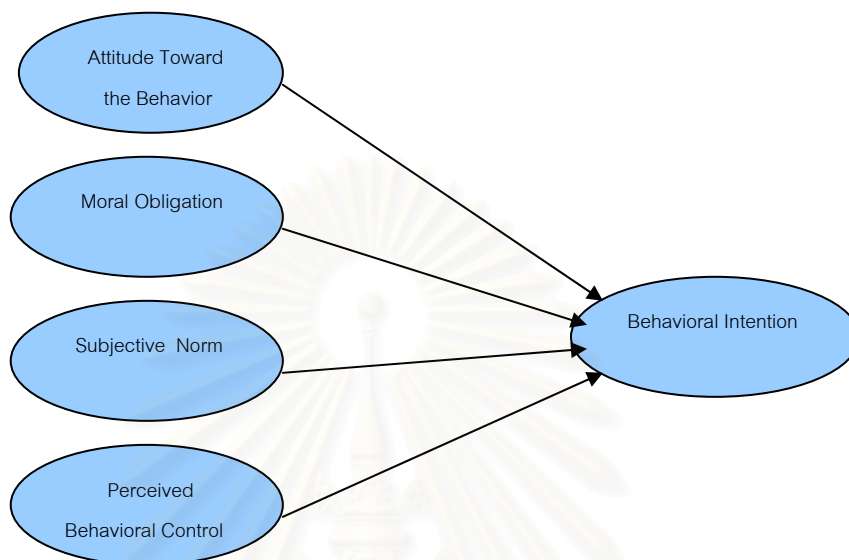 Attitude Toward
the Behavior
Moral Obligation
Subjective Norm
Perceived
Behavioral Control
Behavioral Intention